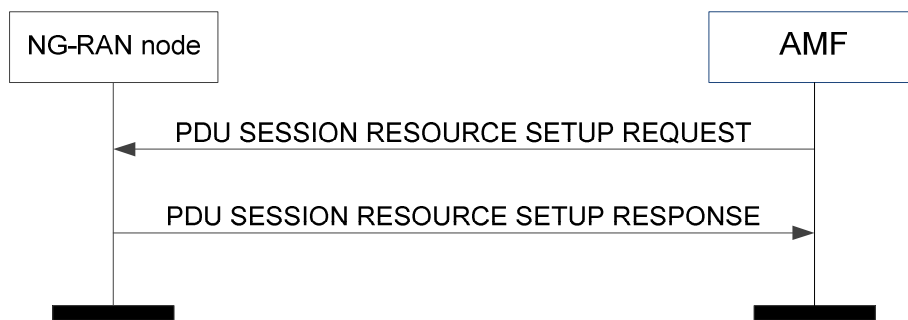 NG-RAN node
AMF
PDU SESSION RESOURCE SETUP REQUEST
PDU SESSION RESOURCE SETUP RESPONSE